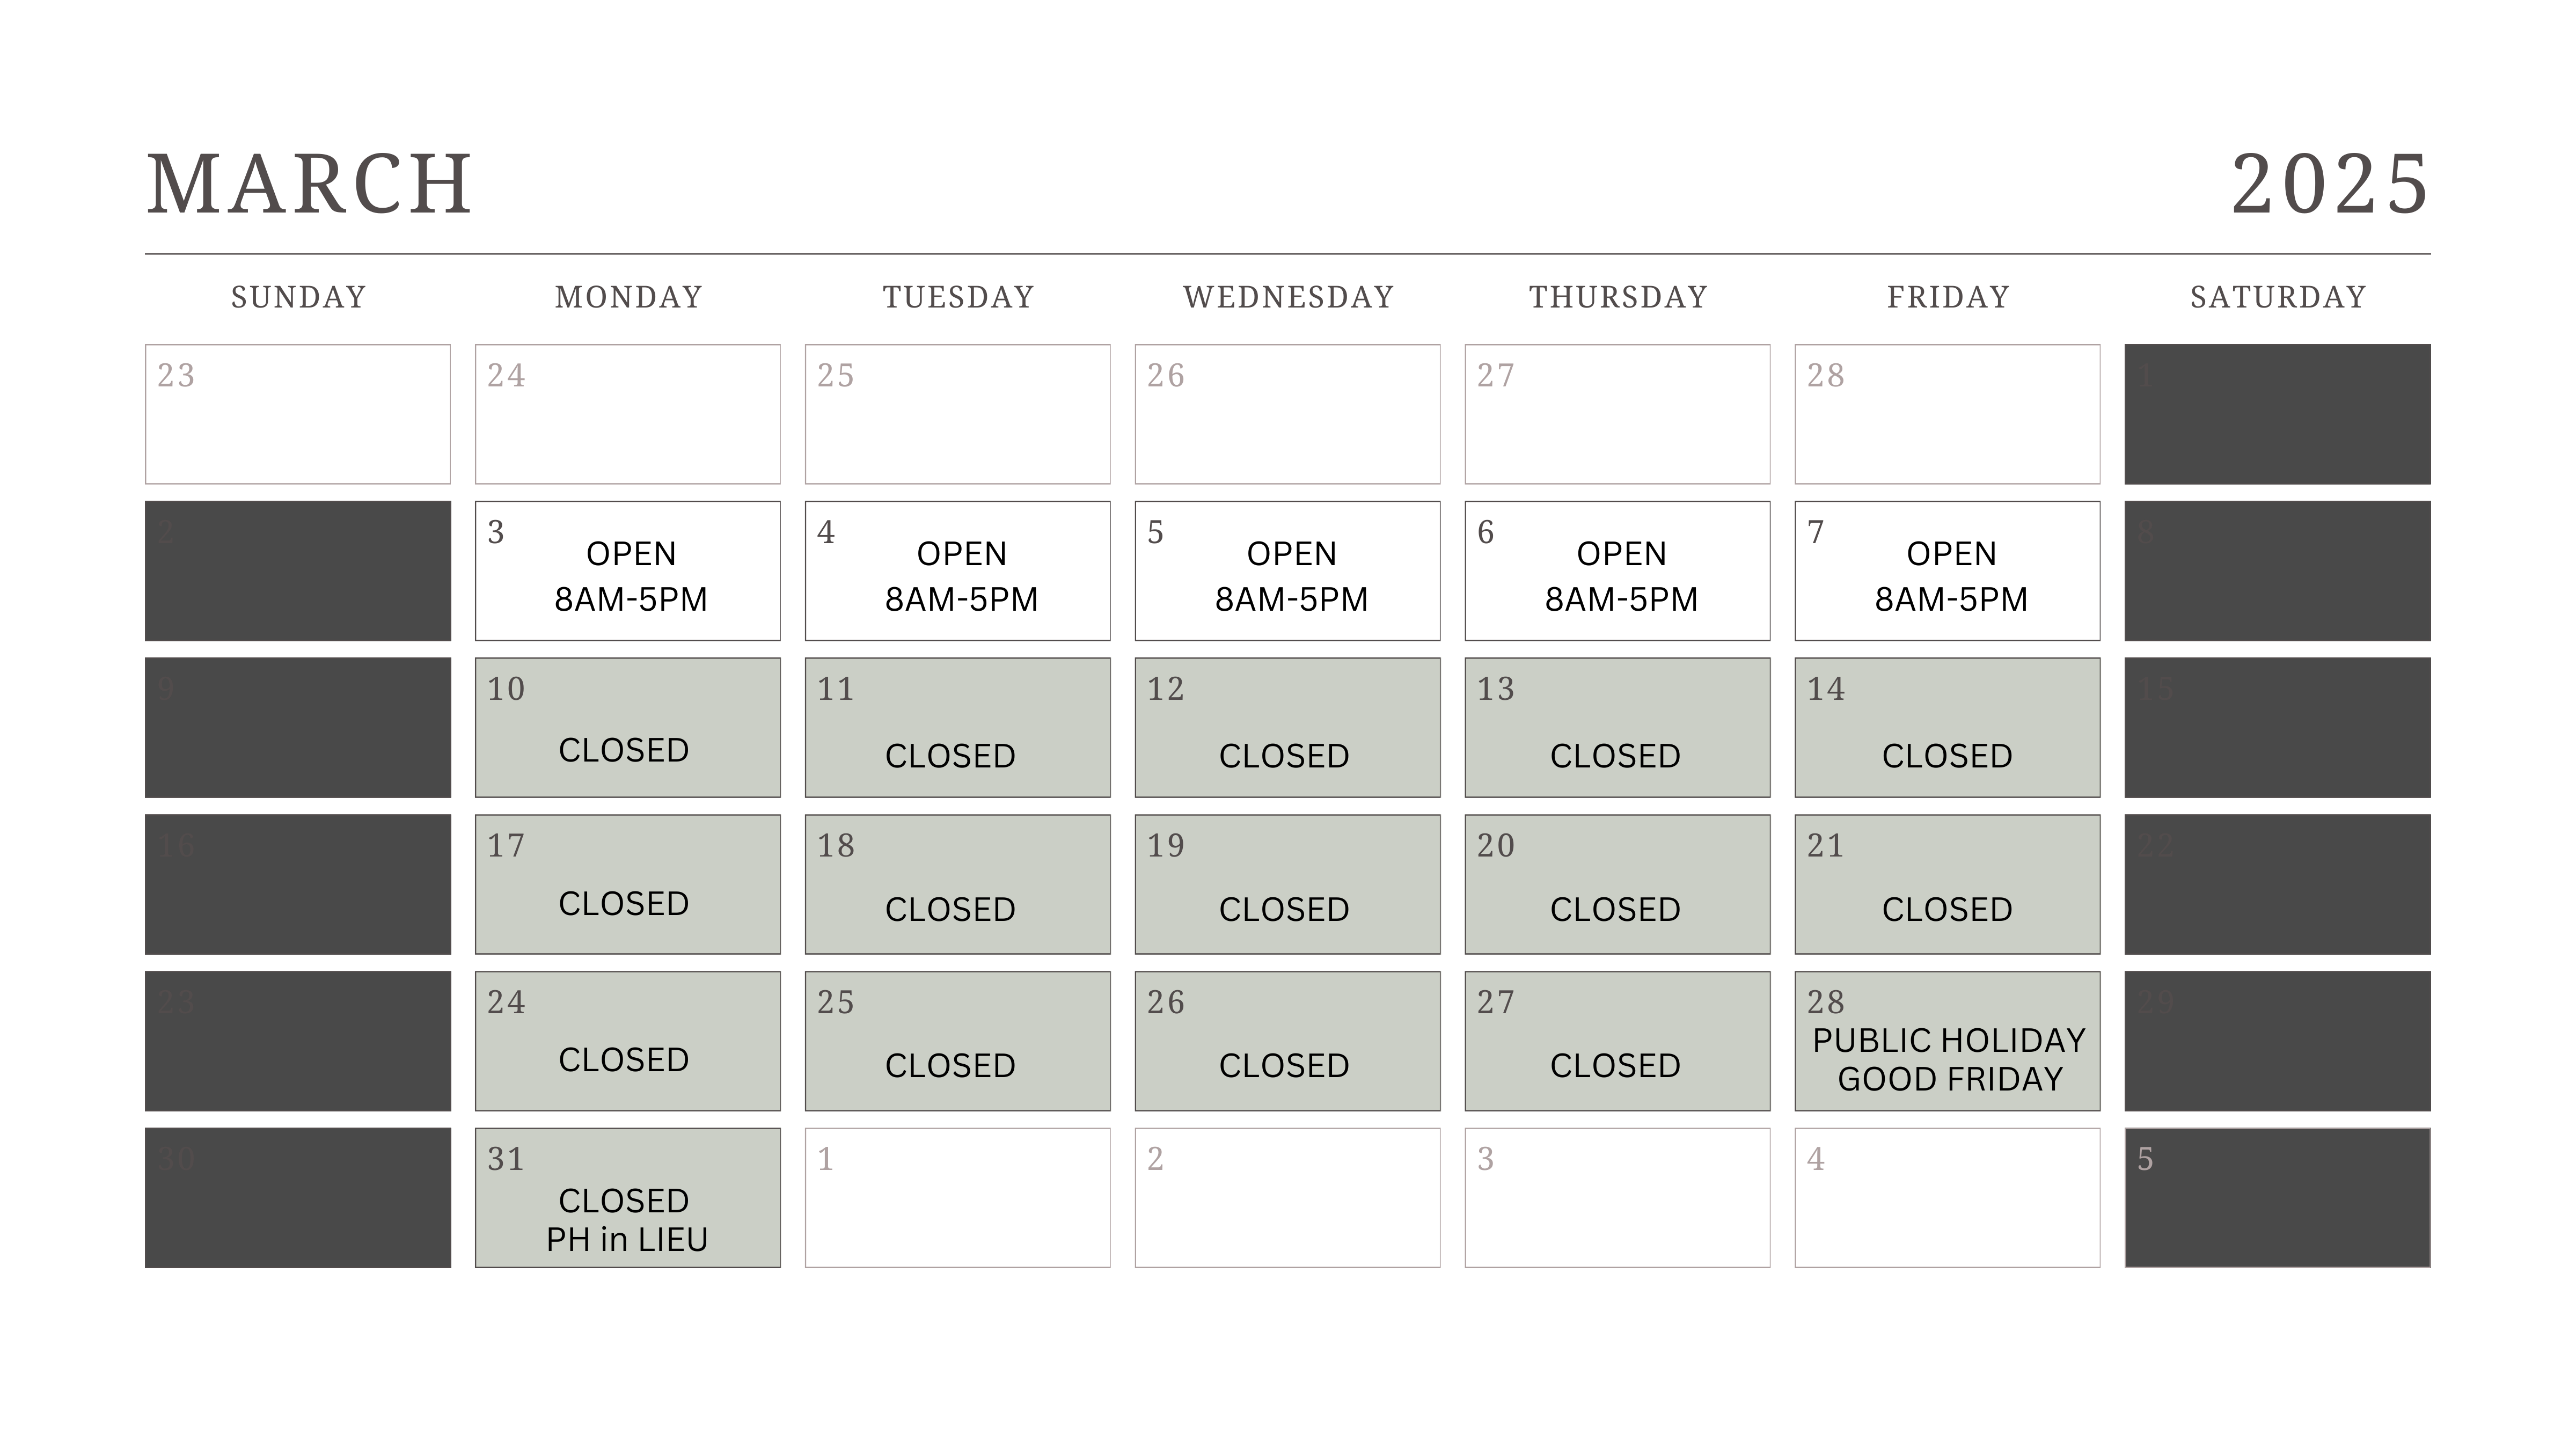 MARCH 2025
SUNDAY MONDAY TUESDAY WEDNESDAY THURSDAY FRIDAY SATURDAY
23 24 25 26 27 28 1
2 3 4 5 6 7 8
OPEN OPEN OPEN OPEN OPEN
8AM-5PM 8AM-5PM 8AM-5PM 8AM-5PM 8AM-5PM
9 10 11 12 13 14 15
CLOSED CLOSED CLOSED CLOSED CLOSED
16 17 18 19 20 21 22
CLOSED CLOSED CLOSED CLOSED CLOSED
23 24 25 26 27 28 29
CLOSED CLOSED CLOSED CLOSED PUBLIC HOLIDAY
GOOD FRIDAY
30 31 1 2 3 4 5
CLOSED
PH in LIEU